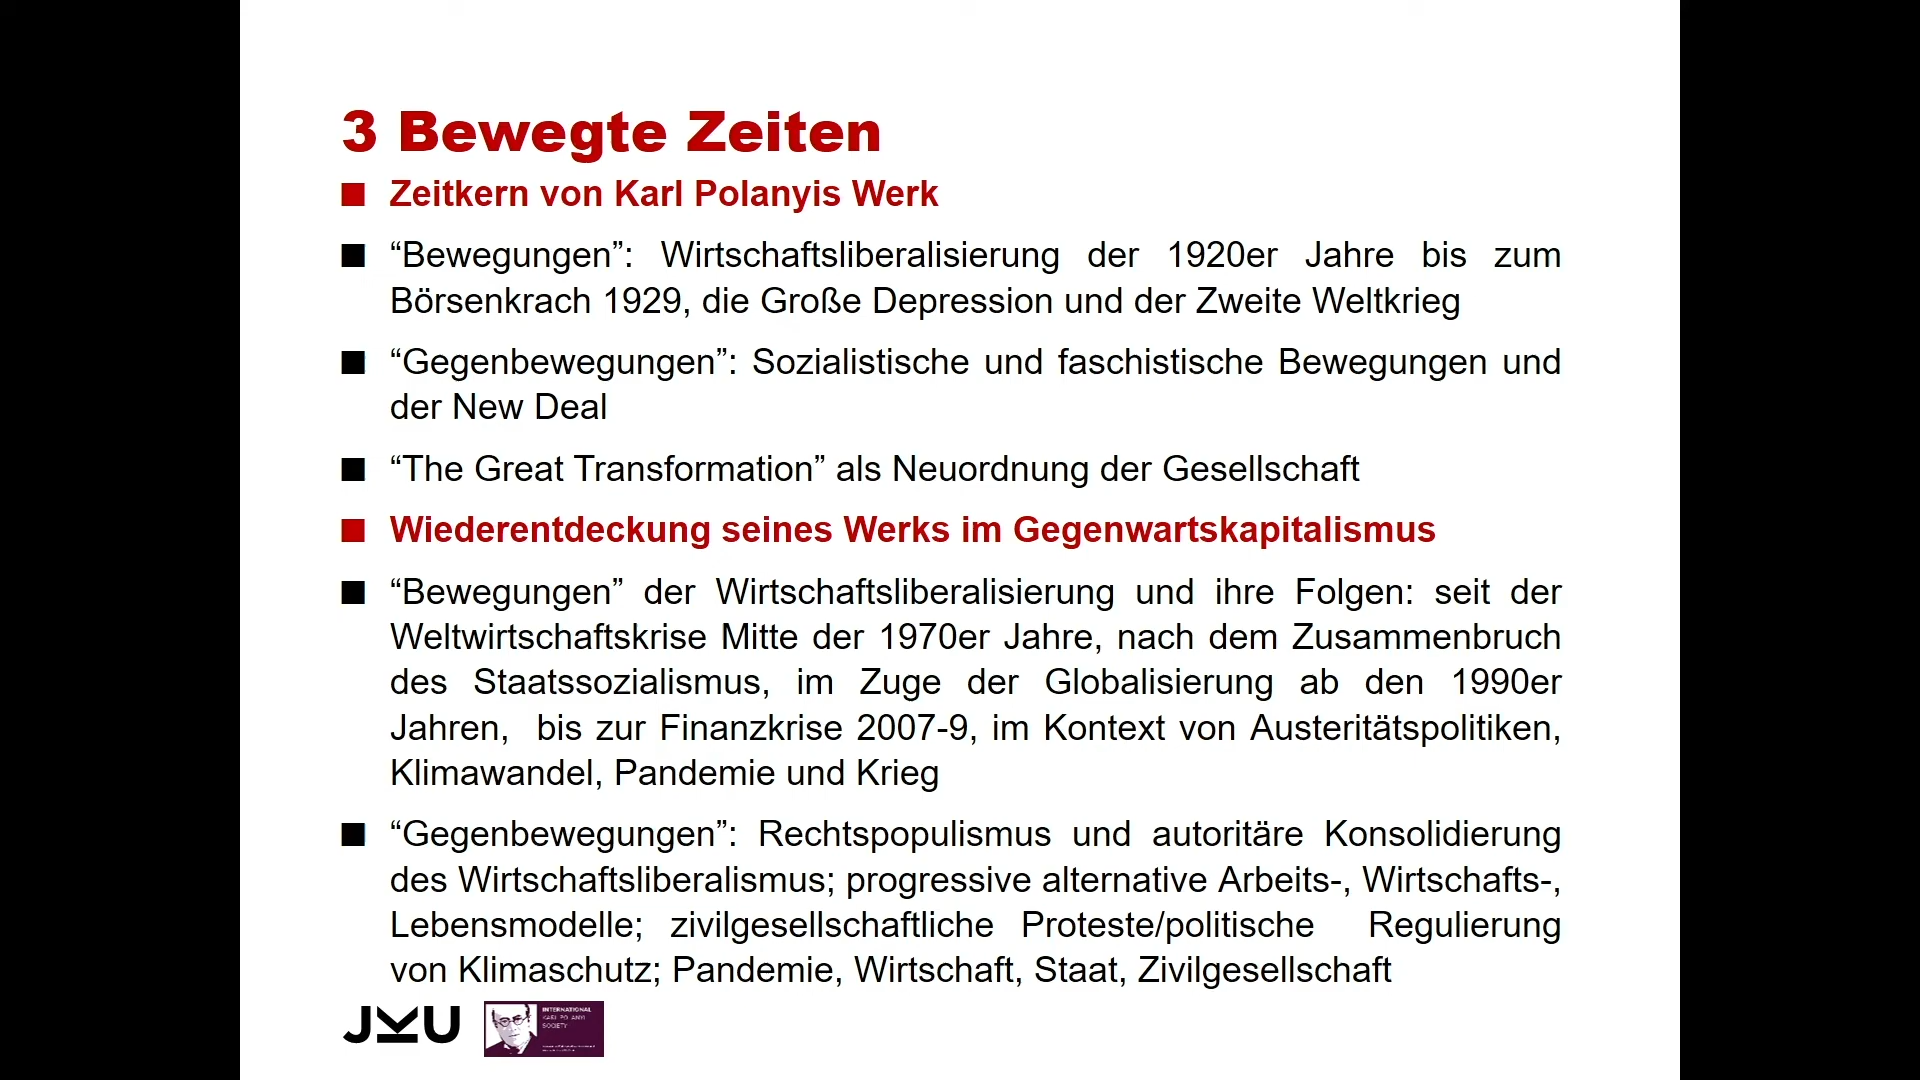 3 Bewegte Zeiten
Zeitkern von Karl Polanyis Werk
“Bewegungen”: Wirtschaftsliberalisierung der 1920er Jahre bis zum
Börsenkrach 1929, die Große Depression und der Zweite Weltkrieg
“Gegenbewegungen”: Sozialistische und faschistische Bewegungen und
der New Deal
“The Great Transformation” als Neuordnung der Gesellschaft
Wiederentdeckung seines Werks im Gegenwartskapitalismus
“Bewegungen” der Wirtschaftsliberalisierung und ihre Folgen: seit der
Weltwirtschaftskrise Mitte der 1970er Jahre, nach dem Zusammenbruch
des Staatssozialismus, im Zuge der Globalisierung ab den 1990er
Jahren, bis zur Finanzkrise 2007-9, im Kontext von Austeritätspolitiken,
Klimawandel, Pandemie und Krieg
“Gegenbewegungen”: Rechtspopulismus und autoritäre Konsolidierung
des Wirtschaftsliberalismus; progressive alternative Arbeits-, Wirtschafts-,
Lebensmodelle; zivilgesellschaftliche Proteste/politische Regulierung
von Klimaschutz; Pandemie, Wirtschaft, Staat, Zivilgesellschaft
JKU
INTERNATIONAL
KARL POLANYI
SOCIETY